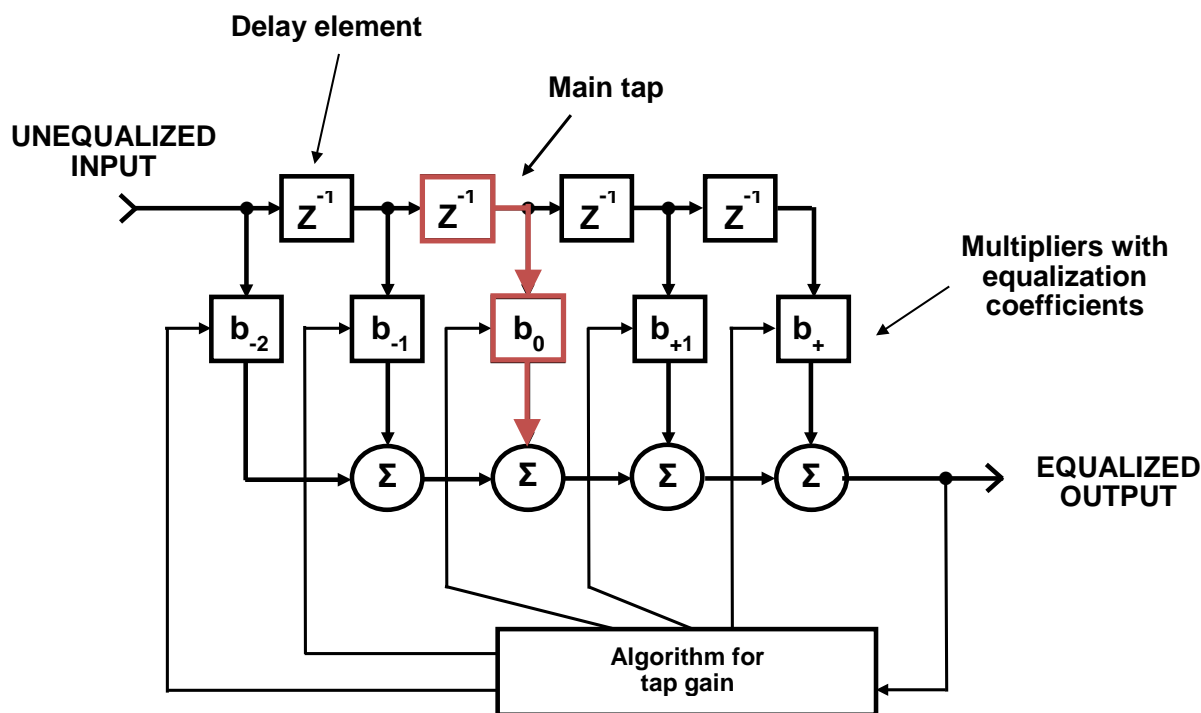 Delay element
Main tap
UNEQUALIZED
INPUT
Z⁻¹ Z⁻¹ Z⁻¹ Z⁻¹
Multipliers with
equalization
coefficients
b₋₂ b₋₁ b₀ b₊₁ b₊
Σ Σ Σ Σ
EQUALIZED
OUTPUT
Algorithm for
tap gain